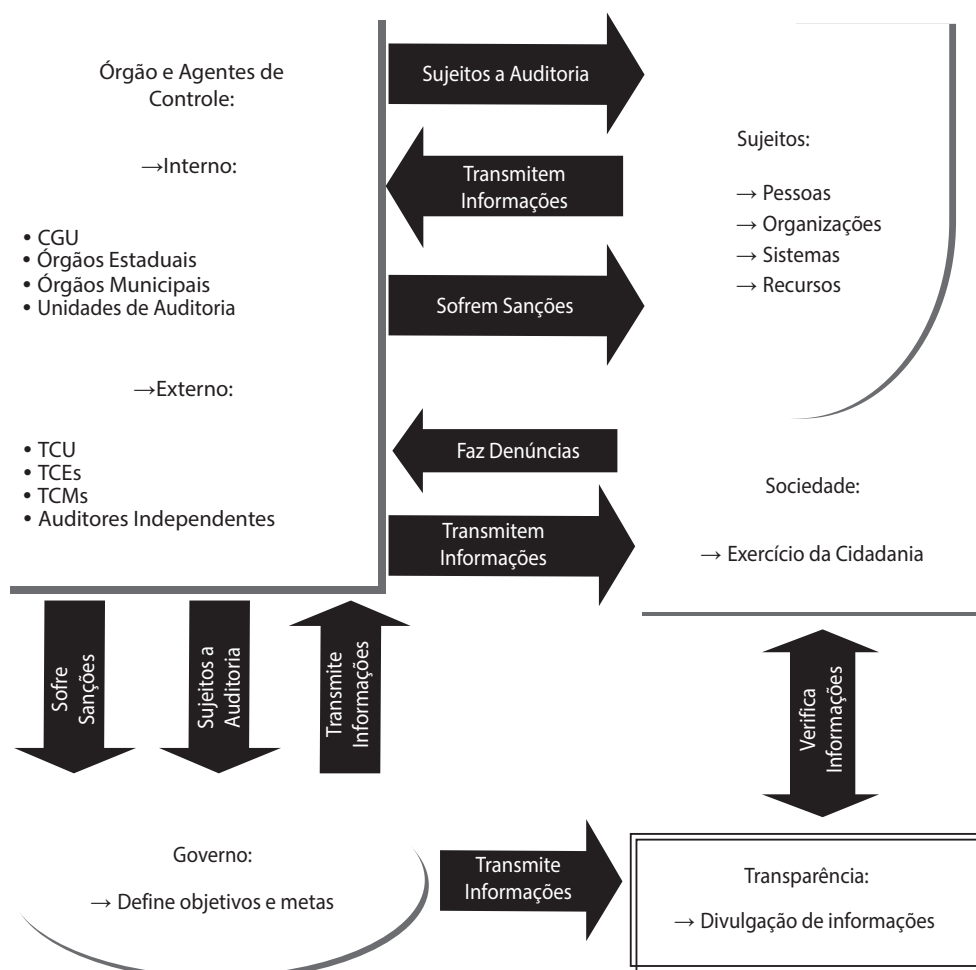 Órgão e Agentes de
Controle:
→Interno:
• CGU
• Órgãos Estaduais
• Órgãos Municipais
• Unidades de Auditoria
→Externo:
• TCU
• TCEs
• TCMs
• Auditores Independentes
Sujeitos a Auditoria
Transmitem
Informações
Sofrem Sanções
Faz Denúncias
Transmitem
Informações
Sujeitos:
→ Pessoas
→ Organizações
→ Sistemas
→ Recursos
Sociedade:
→ Exercício da Cidadania
Sofre
Sanções
Sujeitos a
Auditoria
Transmite
Informações
Verifica
Informações
Governo:
→ Define objetivos e metas
Transmite
Informações
Transparência:
→ Divulgação de informações